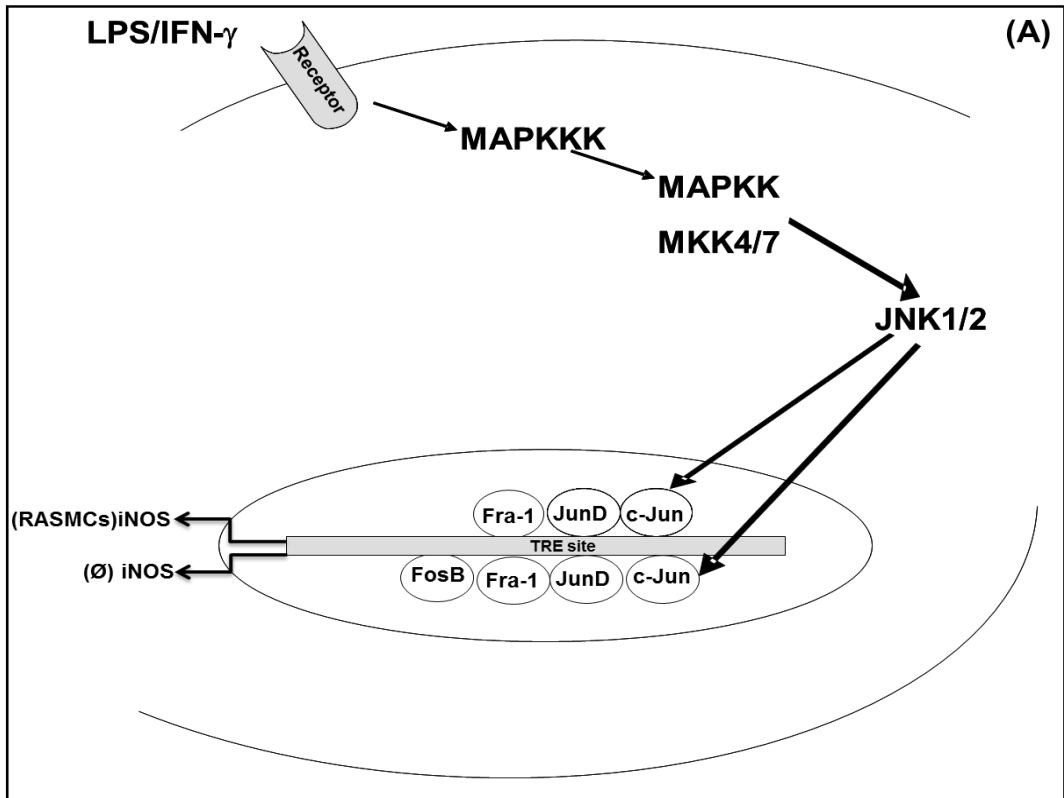 LPS/IFN-γ
(A)
Receptor
MAPKKK
MAPKK
MKK4/7
JNK1/2
Fra-1
JunD
c-Jun
(RASMCs)iNOS
TRE site
(Ø) iNOS
FosB
Fra-1
JunD
c-Jun